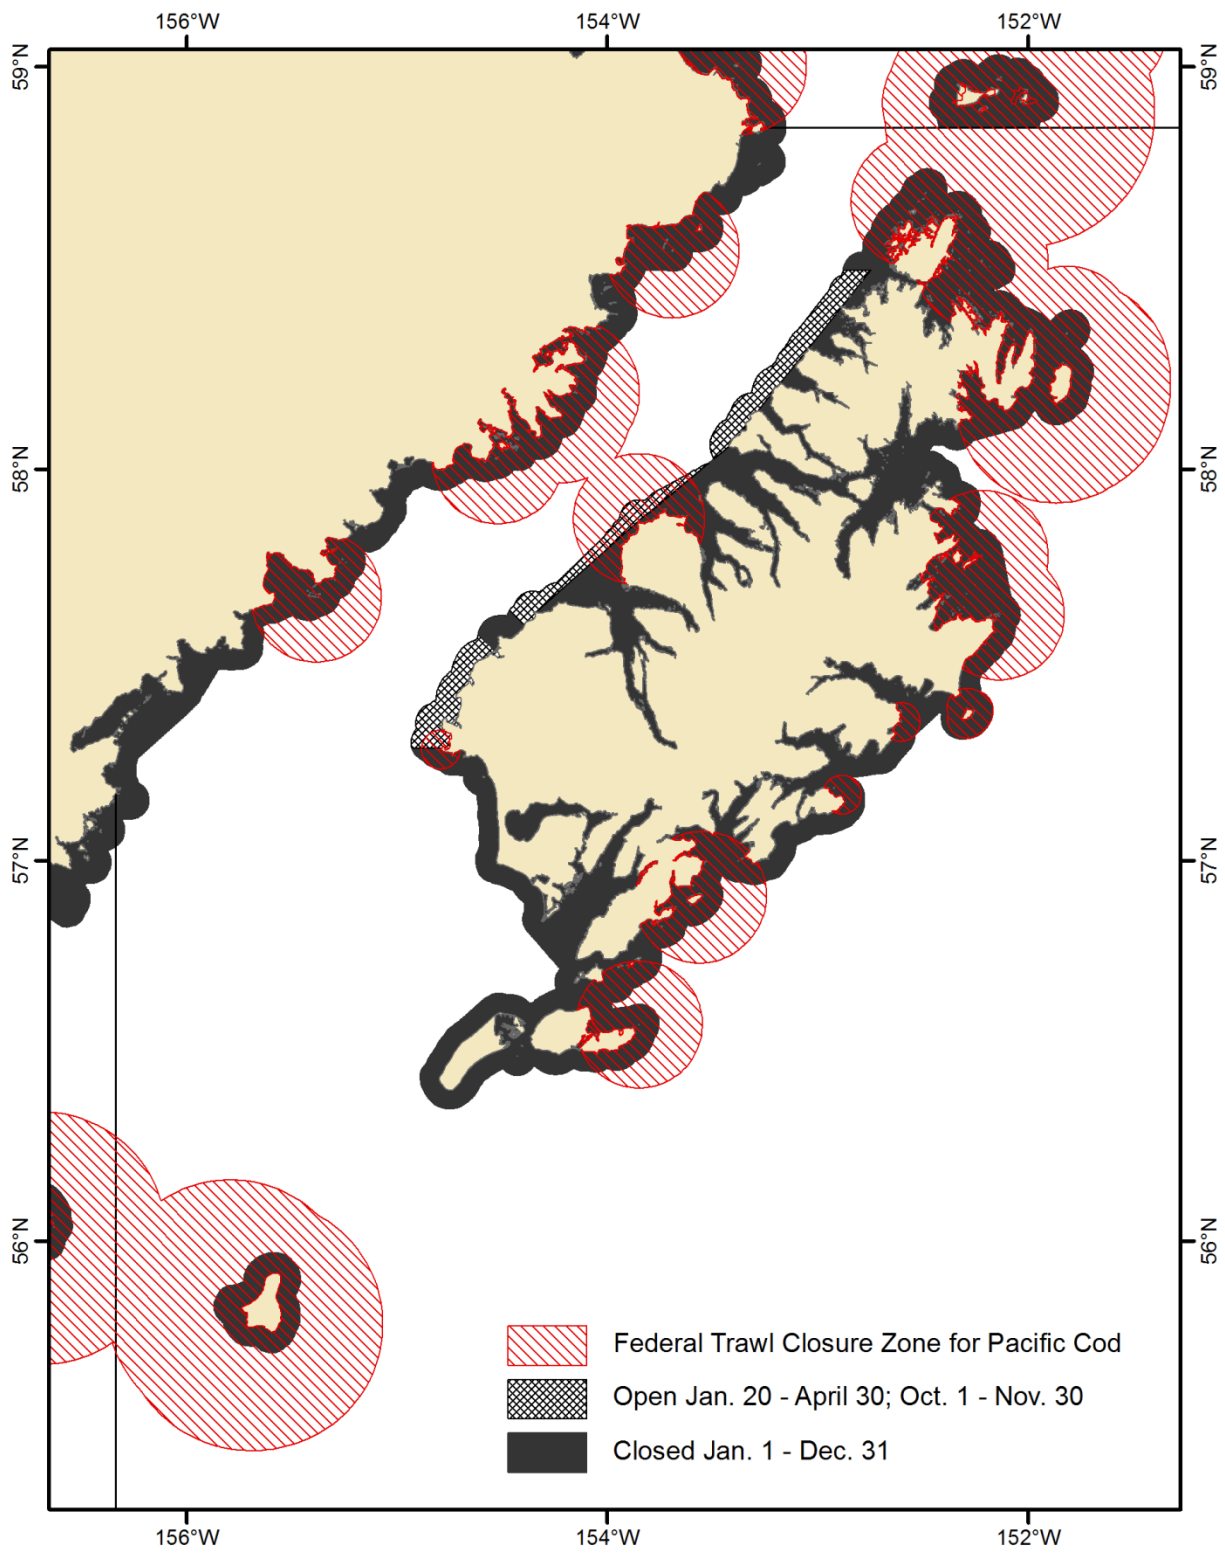 156°W 154°W 152°W
59°N 59°N
58°N 58°N
57°N 57°N
56°N 56°N
Federal Trawl Closure Zone for Pacific Cod
Open Jan. 20 - April 30; Oct. 1 - Nov. 30
Closed Jan. 1 - Dec. 31
156°W 154°W 152°W